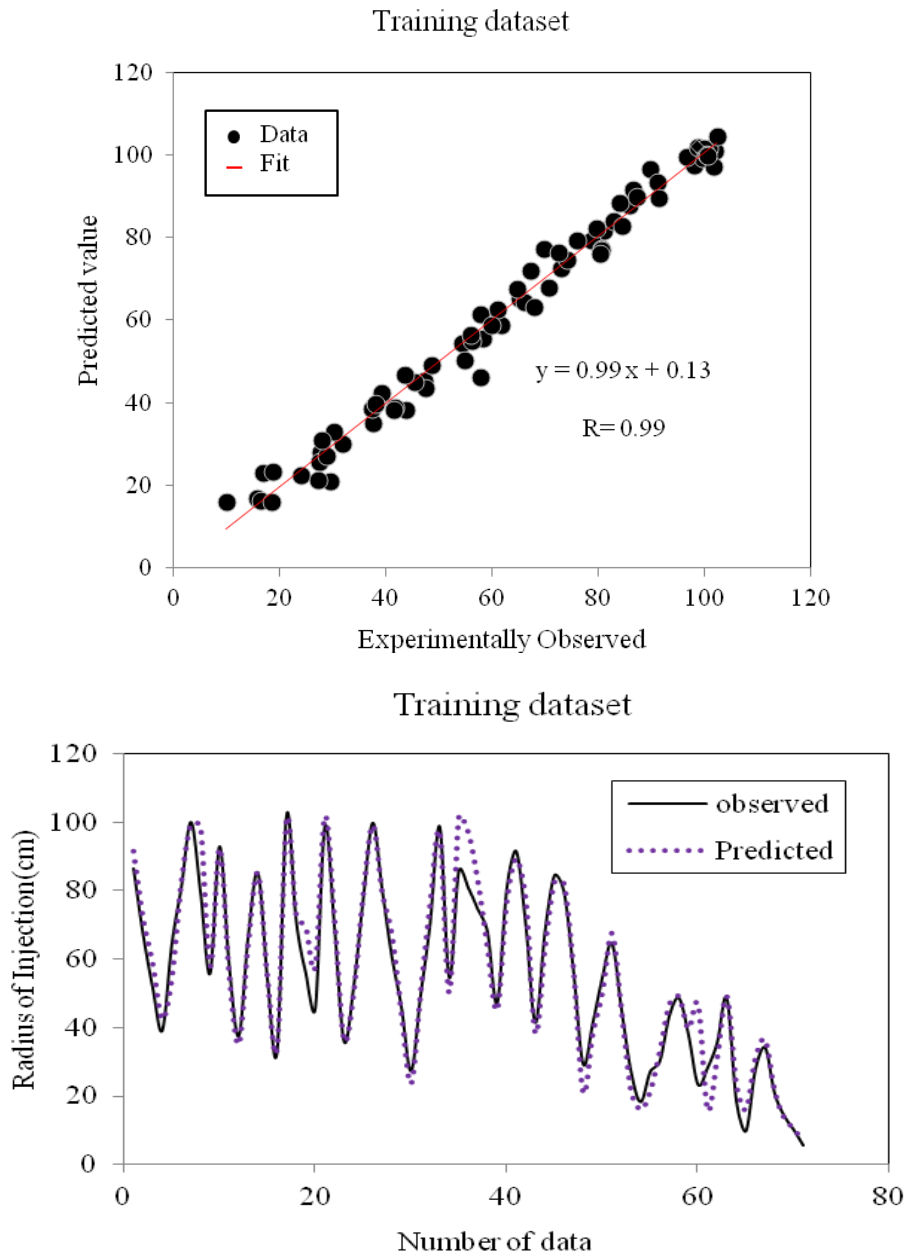 Training dataset
120
100
80
60
40
20
0
Predicted value
Data
Fit
y = 0.99x + 0.13
R= 0.99
0 20 40 60 80 100 120
Experimentally Observed
Training dataset
120
100
80
60
40
20
0
Radius of Injection(cm)
observed
Predicted
0 20 40 60 80
Number of data